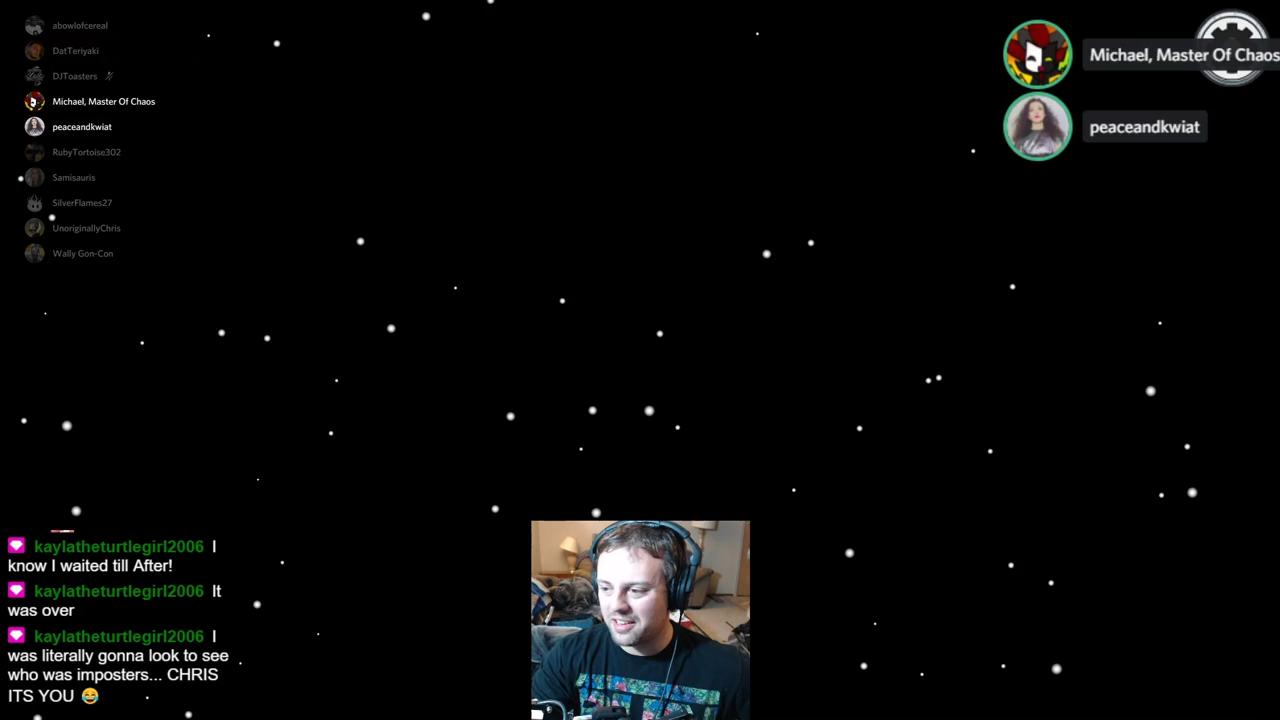 abowlofcereal
DatTeriyaki
DJToasters
Michael, Master Of Chaos
peaceandkwiat
RubyTortoise302
Samisauris
SilverFlames27
UnoriginallyChris
Wally Gon-Con
Michael, Master Of Chaos
peaceandkwiat
kaylatheturtlegirl2006 I
know I waited till After!
kaylatheturtlegirl2006 It
was over
kaylatheturtlegirl2006 I
was literally gonna look to see
who was imposters... CHRIS
ITS YOU 😂